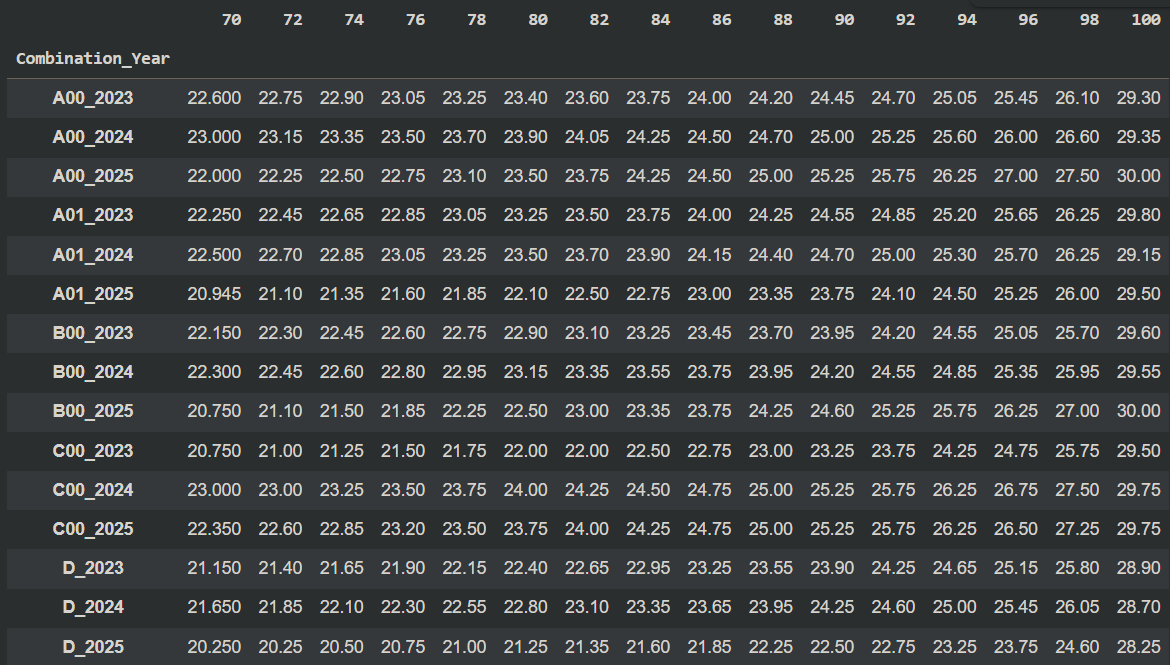 70 72 74 76 78 80 82 84 86 88 90 92 94 96 98 100
Combination_Year
A00_2023 22.600 22.75 22.90 23.05 23.25 23.40 23.60 23.75 24.00 24.20 24.45 24.70 25.05 25.45 26.10 29.30
A00_2024 23.000 23.15 23.35 23.50 23.70 23.90 24.05 24.25 24.50 24.70 25.00 25.25 25.60 26.00 26.60 29.35
A00_2025 22.000 22.25 22.50 22.75 23.10 23.50 23.75 24.25 24.50 25.00 25.25 25.75 26.25 27.00 27.50 30.00
A01_2023 22.250 22.45 22.65 22.85 23.05 23.25 23.50 23.75 24.00 24.25 24.55 24.85 25.20 25.65 26.25 29.80
A01_2024 22.500 22.70 22.85 23.05 23.25 23.50 23.70 23.90 24.15 24.40 24.70 25.00 25.30 25.70 26.25 29.15
A01_2025 20.945 21.10 21.35 21.60 21.85 22.10 22.50 22.75 23.00 23.35 23.75 24.10 24.50 25.25 26.00 29.50
B00_2023 22.150 22.30 22.45 22.60 22.75 22.90 23.10 23.25 23.45 23.70 23.95 24.20 24.55 25.05 25.70 29.60
B00_2024 22.300 22.45 22.60 22.80 22.95 23.15 23.35 23.55 23.75 23.95 24.20 24.55 24.85 25.35 25.95 29.55
B00_2025 20.750 21.10 21.50 21.85 22.25 22.50 23.00 23.35 23.75 24.25 24.60 25.25 25.75 26.25 27.00 30.00
C00_2023 20.750 21.00 21.25 21.50 21.75 22.00 22.00 22.50 22.75 23.00 23.25 23.75 24.25 24.75 25.75 29.50
C00_2024 23.000 23.00 23.25 23.50 23.75 24.00 24.25 24.50 24.75 25.00 25.25 25.75 26.25 26.75 27.50 29.75
C00_2025 22.350 22.60 22.85 23.20 23.50 23.75 24.00 24.25 24.75 25.00 25.25 25.75 26.25 26.50 27.25 29.75
D_2023 21.150 21.40 21.65 21.90 22.15 22.40 22.65 22.95 23.25 23.55 23.90 24.25 24.65 25.15 25.80 28.90
D_2024 21.650 21.85 22.10 22.30 22.55 22.80 23.10 23.35 23.65 23.95 24.25 24.60 25.00 25.45 26.05 28.70
D_2025 20.250 20.25 20.50 20.75 21.00 21.25 21.35 21.60 21.85 22.25 22.50 22.75 23.25 23.75 24.60 28.25